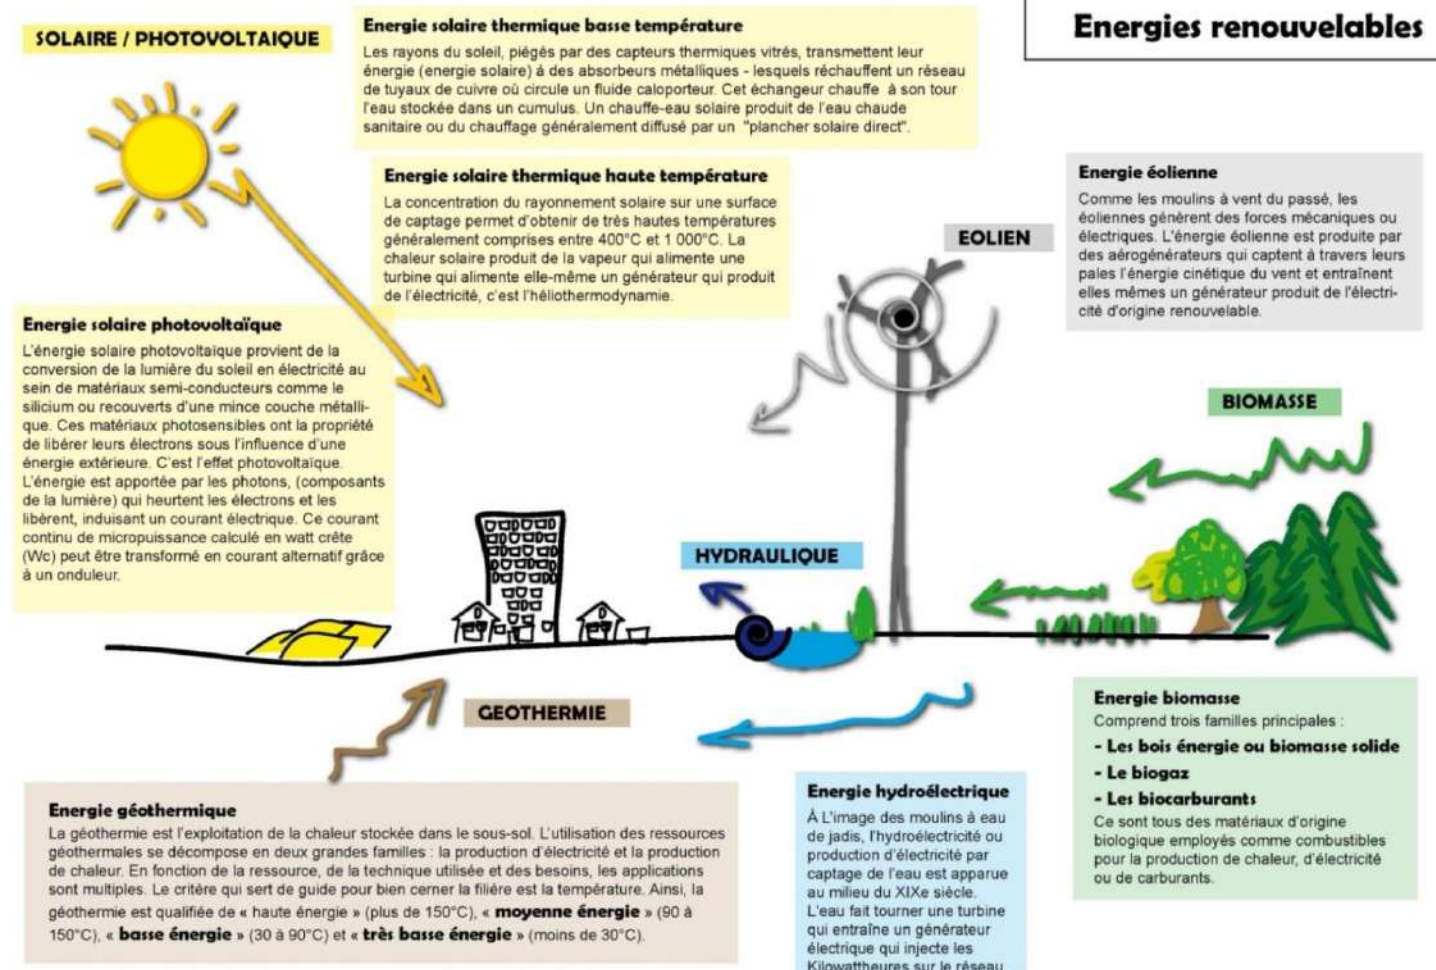 Energies renouvelables
SOLAIRE / PHOTOVOLTAIQUE
Energie solaire thermique basse température
Les rayons du soleil, piégés par des capteurs thermiques vitrés, transmettent leur
énergie (energie solaire) à des absorbeurs métalliques - lesquels réchauffent un réseau
de tuyaux de cuivre où circule un fluide caloporteur. Cet échangeur chauffe à son tour
l'eau stockée dans un cumulus. Un chauffe-eau solaire produit de l'eau chaude
sanitaire ou du chauffage généralement diffusé par un "plancher solaire direct".
Energie solaire thermique haute température
La concentration du rayonnement solaire sur une surface
de captage permet d'obtenir de très hautes températures
généralement comprises entre 400°C et 1 000°C. La
chaleur solaire produit de la vapeur qui alimente une
turbine qui alimente elle-même un générateur qui produit
de l'électricité, c'est l'héliothermodynamie.
Energie solaire photovoltaïque
L'énergie solaire photovoltaïque provient de la
conversion de la lumière du soleil en électricité au
sein de matériaux semi-conducteurs comme le
silicium ou recouverts d'une mince couche métalli-
que. Ces matériaux photosensibles ont la propriété
de libérer leurs électrons sous l'influence d'une
énergie extérieure. C'est l'effet photovoltaïque.
L'énergie est apportée par les photons, (composants
de la lumière) qui heurtent les électrons et les
libèrent, induisant un courant électrique. Ce courant
continu de micropuissance calculé en watt crête
(Wc) peut être transformé en courant alternatif grâce
à un onduleur.
EOLIEN
Energie éolienne
Comme les moulins à vent du passé, les
éoliennes génèrent des forces mécaniques ou
électriques. L'énergie éolienne est produite par
des aérogénérateurs qui captent à travers leurs
pales l'énergie cinétique du vent et entraînent
elles mêmes un générateur produit de l'électri-
cité d'origine renouvelable.
BIOMASSE
HYDRAULIQUE
GEOTHERMIE
Energie géothermique
La géothermie est l'exploitation de la chaleur stockée dans le sous-sol. L'utilisation des ressources
géothermales se décompose en deux grandes familles : la production d'électricité et la production
de chaleur. En fonction de la ressource, de la technique utilisée et des besoins, les applications
sont multiples. Le critère qui sert de guide pour bien cerner la filière est la température. Ainsi, la
géothermie est qualifiée de « haute énergie » (plus de 150°C), « moyenne énergie » (90 à
150°C), « basse énergie » (30 à 90°C) et « très basse énergie » (moins de 30°C).
Energie hydroélectrique
À L'image des moulins à eau
de jadis, l'hydroélectricité ou
production d'électricité par
captage de l'eau est apparue
au milieu du XIXe siècle.
L'eau fait tourner une turbine
qui entraîne un générateur
électrique qui injecte les
Kilowattheures sur le réseau
Energie biomasse
Comprend trois familles principales :
- Les bois énergie ou biomasse solide
- Le biogaz
- Les biocarburants
Ce sont tous des matériaux d'origine
biologique employés comme combustibles
pour la production de chaleur, d'électricité
ou de carburants.